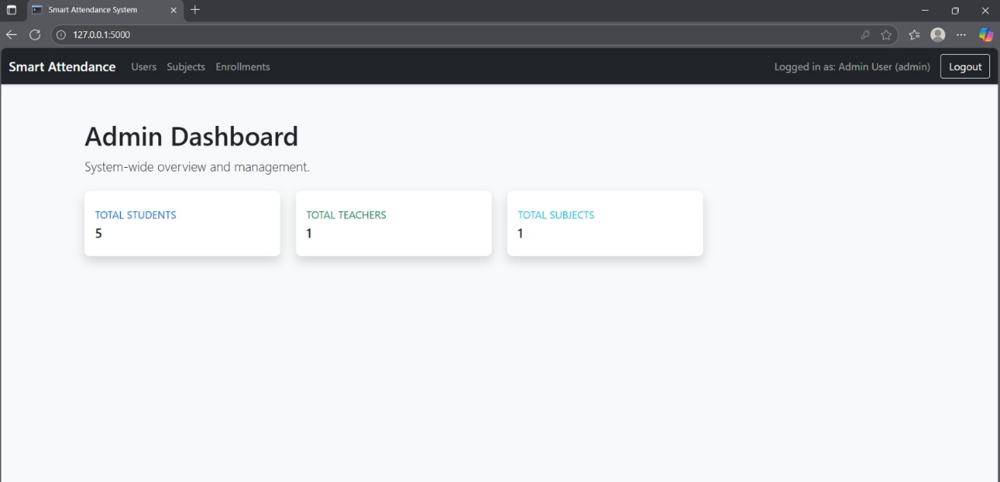 Smart Attendance System
127.0.0.1:5000
Smart Attendance Users Subjects Enrollments Logged in as: Admin User (admin) Logout
Admin Dashboard
System-wide overview and management.
TOTAL STUDENTS
5
TOTAL TEACHERS
1
TOTAL SUBJECTS
1